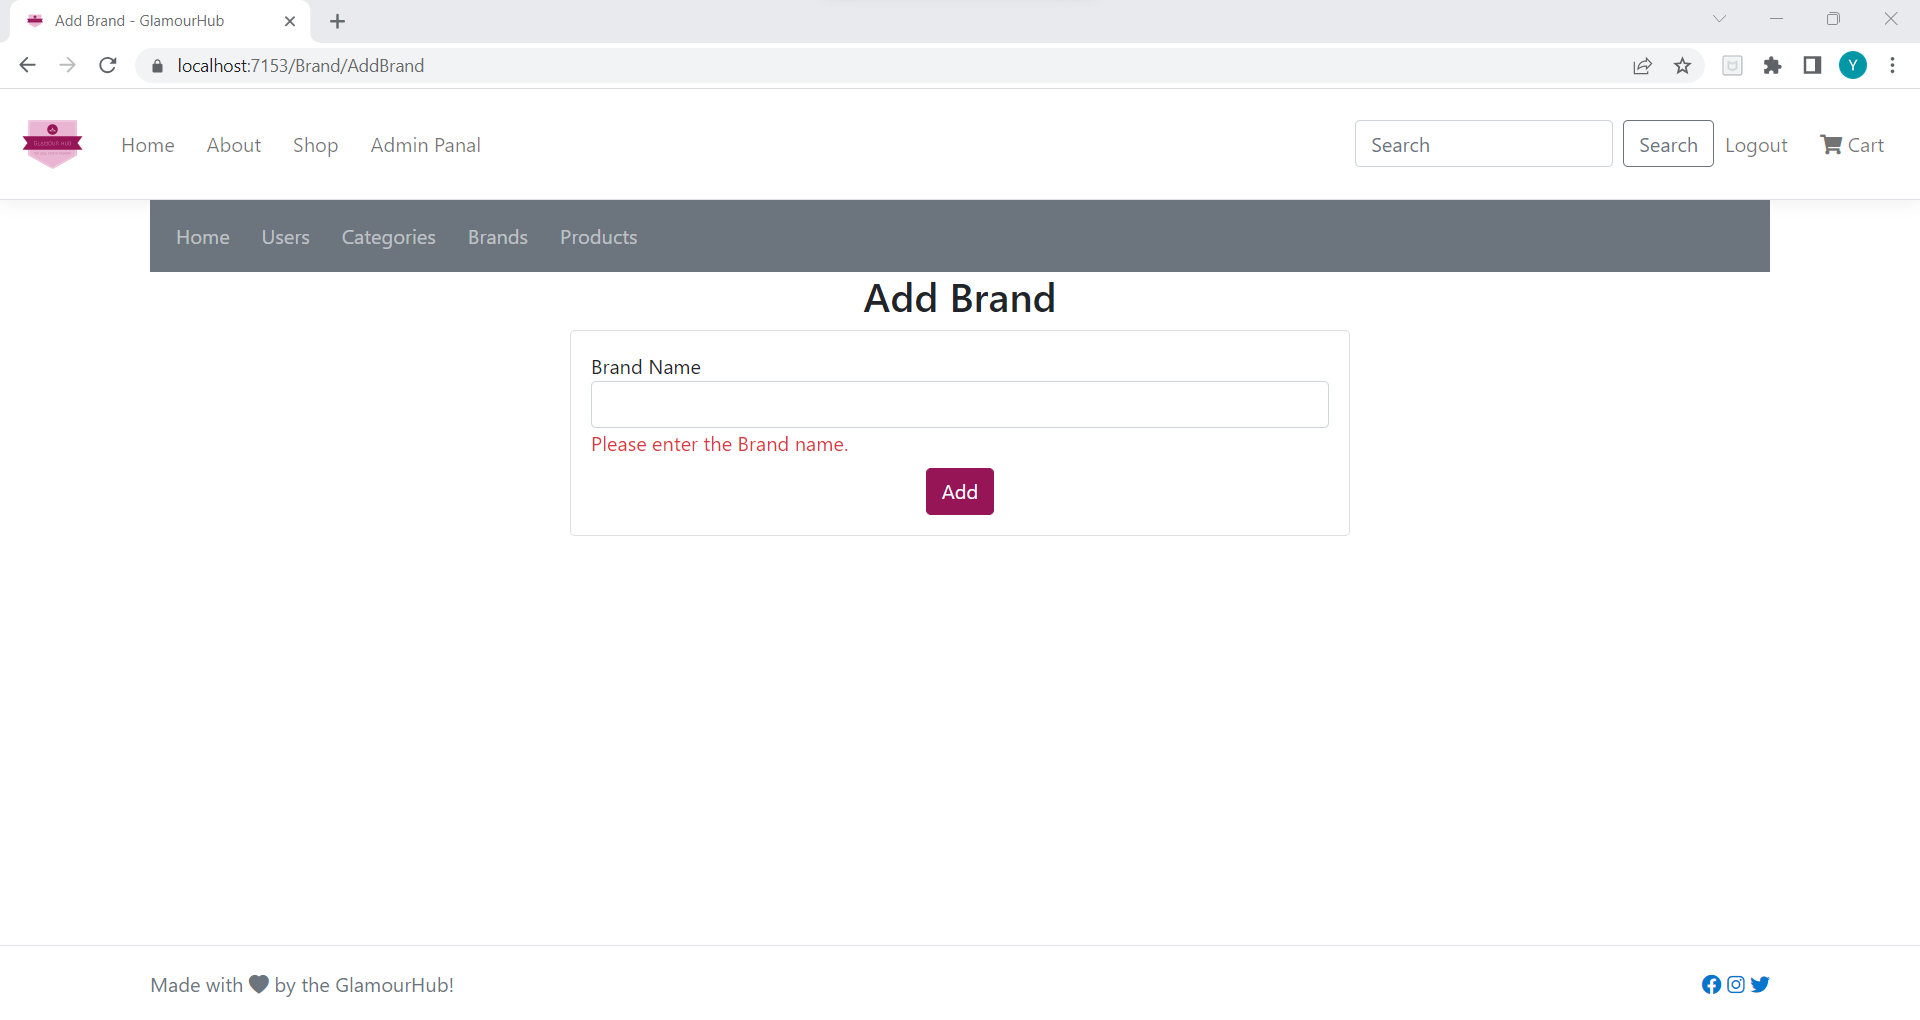 Add Brand - GlamourHub
localhost:7153/Brand/AddBrand
Y
Home About Shop Admin Panal Search Search Logout Cart
Home Users Categories Brands Products
Add Brand
Brand Name
Please enter the Brand name.
Add
Made with by the GlamourHub!